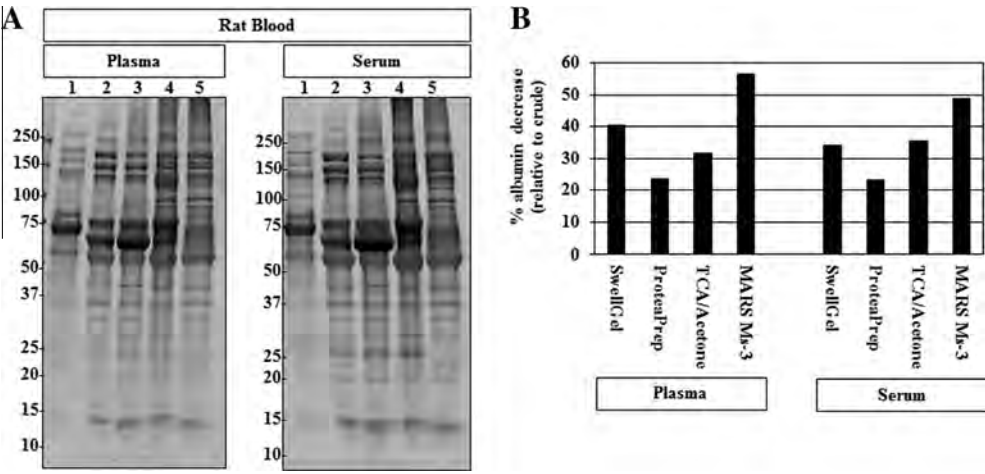 A
Rat Blood
Plasma
Serum
1 2 3 4 5
1 2 3 4 5
250
150
100
75
50
37
25
20
15
10
250
150
100
75
50
37
25
20
15
10
B
% albumin decrease
(relative to crude)
60
50
40
30
20
10
0
SwellGel
ProteaPrep
TCA/Acetone
MARS Ms-3
SwellGel
ProteaPrep
TCA/Acetone
MARS Ms-3
Plasma
Serum